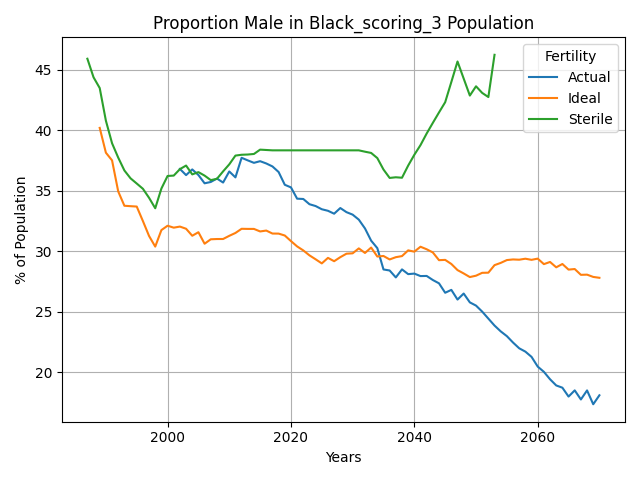 Proportion Male in Black_scoring_3 Population
Fertility
Actual
Ideal
Sterile
% of Population
45
40
35
30
25
20
2000
2020
2040
2060
Years